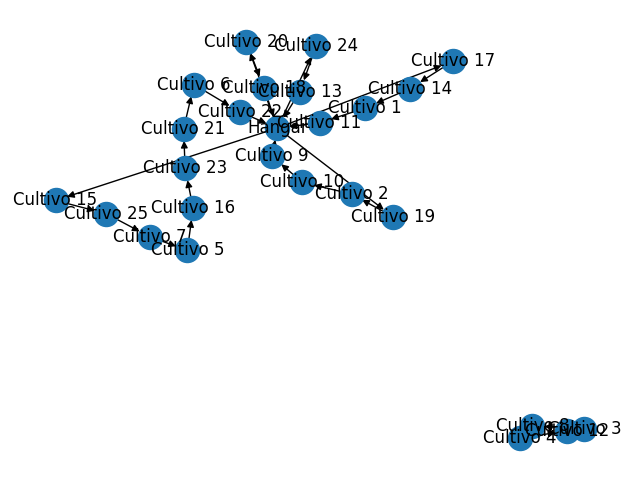 Cultivo 20
Cultivo 24
Cultivo 17
Cultivo 6
Cultivo 18
Cultivo 13
Cultivo 14
Cultivo 22
Cultivo 1
Cultivo 21
Hangar
Cultivo 11
Cultivo 9
Cultivo 23
Cultivo 10
Cultivo 2
Cultivo 15
Cultivo 25
Cultivo 16
Cultivo 19
Cultivo 7
Cultivo 5
Cultivo 8
Cultivo 3
Cultivo 12
Cultivo 4